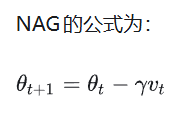 NAG的公式为：
θ_{t+1} = θ_t − γv_t